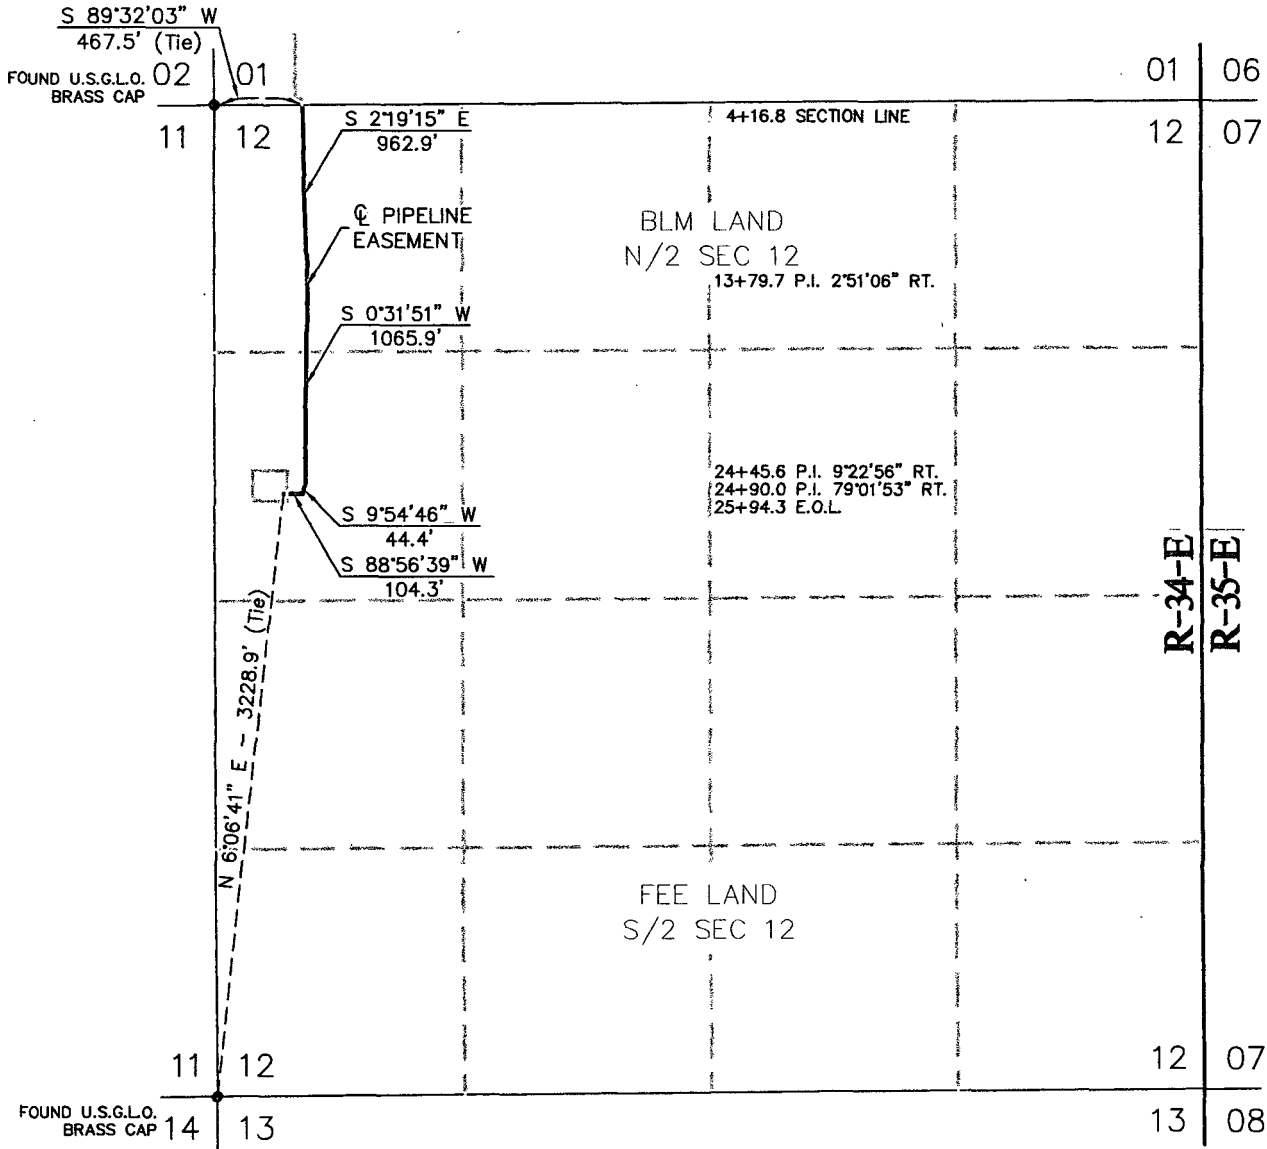 S 89°32'03" W
467.5' (Tie)
FOUND U.S.G.L.O.
BRASS CAP
02
01
11
12
01
06
12
07
S 2°19'15" E
962.9'
4+16.8 SECTION LINE
℄ PIPELINE
EASEMENT
BLM LAND
N/2 SEC 12
13+79.7 P.I. 2°51'06" RT.
S 0°31'51" W
1065.9'
24+45.6 P.I. 9°22'56" RT.
24+90.0 P.I. 79°01'53" RT.
25+94.3 E.O.L.
S 9°54'46" W
44.4'
S 88°56'39" W
104.3'
R-34-E
R-35-E
N 6°06'41" E - 3228.9' (Tie)
FEE LAND
S/2 SEC 12
11
12
12
07
FOUND U.S.G.L.O.
BRASS CAP
14
13
13
08